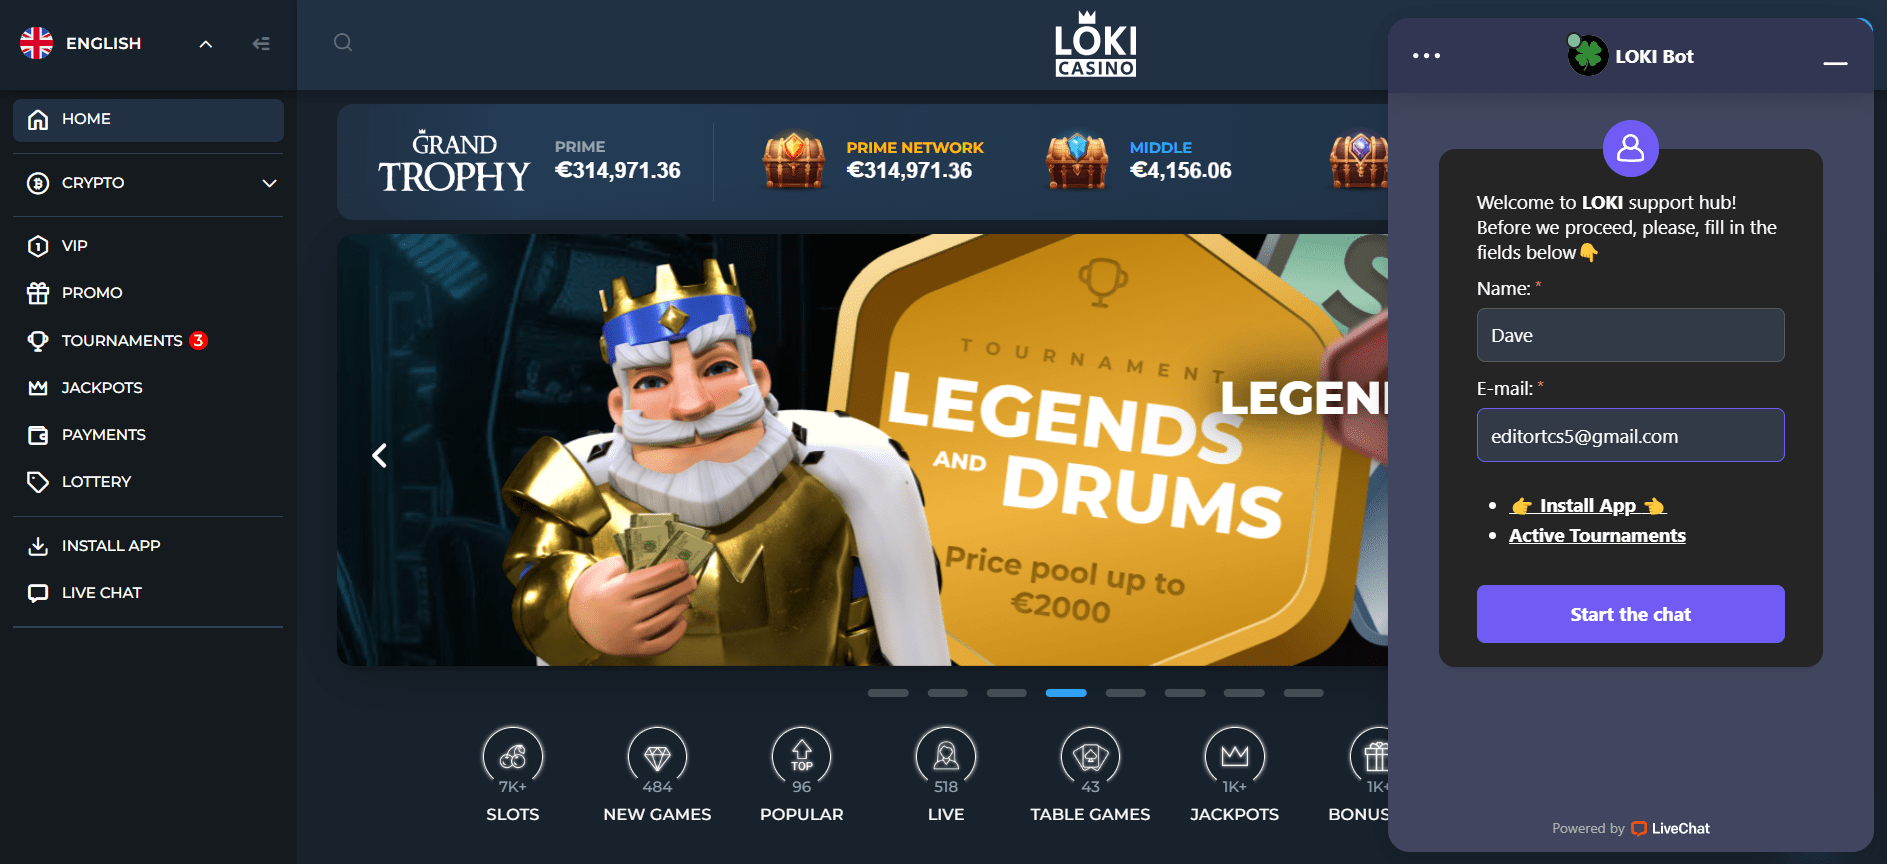 ENGLISH
HOME
CRYPTO
VIP
PROMO
TOURNAMENTS 3
JACKPOTS
PAYMENTS
LOTTERY
INSTALL APP
LIVE CHAT
LOKI
CASINO
GRAND
TROPHY
PRIME
€314,971.36
PRIME NETWORK
€314,971.36
MIDDLE
€4,156.06
TOURNAMENT
LEGENDS
AND DRUMS
Price pool up to
€2000
LEGEN
TOP
7K+
SLOTS
484
NEW GAMES
96
POPULAR
518
LIVE
43
TABLE GAMES
1K+
JACKPOTS
1K+
BONUS
LOKI Bot
Welcome to LOKI support hub!
Before we proceed, please, fill in the
fields below👇
Name: *
Dave
E-mail: *
editortcs5@gmail.com
👉 Install App 👈
Active Tournaments
Start the chat
Powered by LiveChat